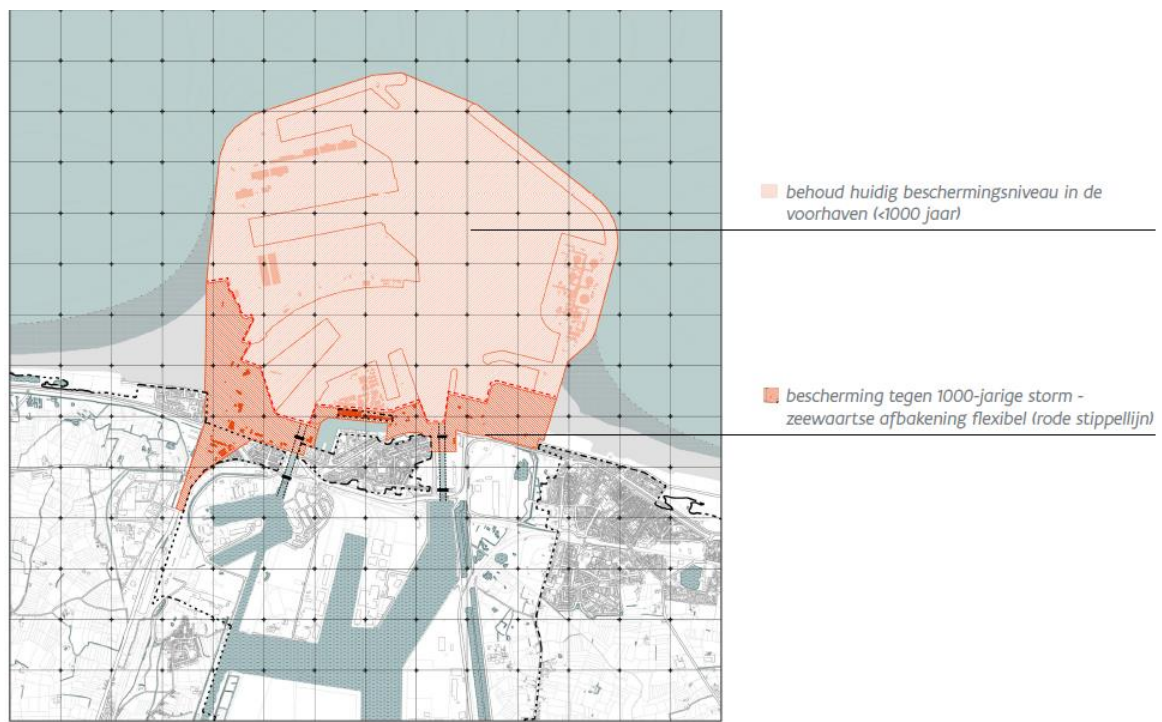 behoud huidig beschermingsniveau in de
voorhaven (<1000 jaar)
bescherming tegen 1000-jarige storm -
zeewaartse afbakening flexibel (rode stippellijn)